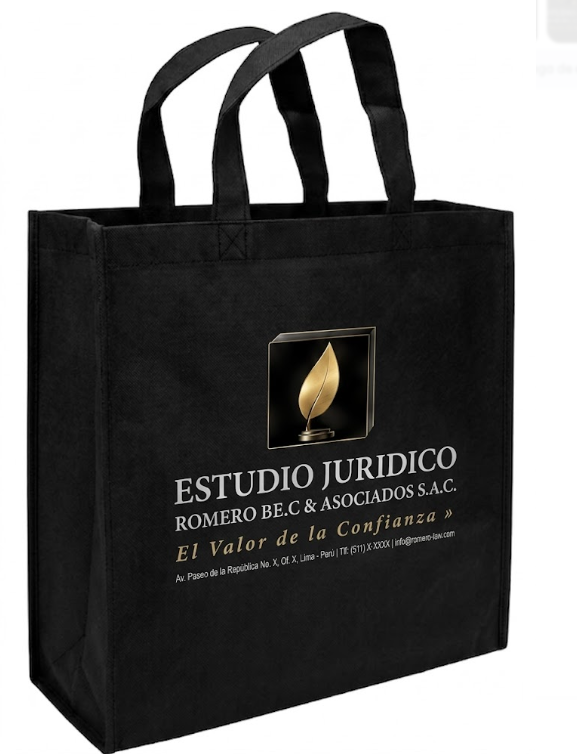 ESTUDIO JURIDICO
ROMERO BE.C & ASOCIADOS S.A.C.
El Valor de la Confianza »
Av. Paseo de la República No. X, Of. X, Lima - Perú | Tlf: (511) X-XXXX | info@romero-law.com